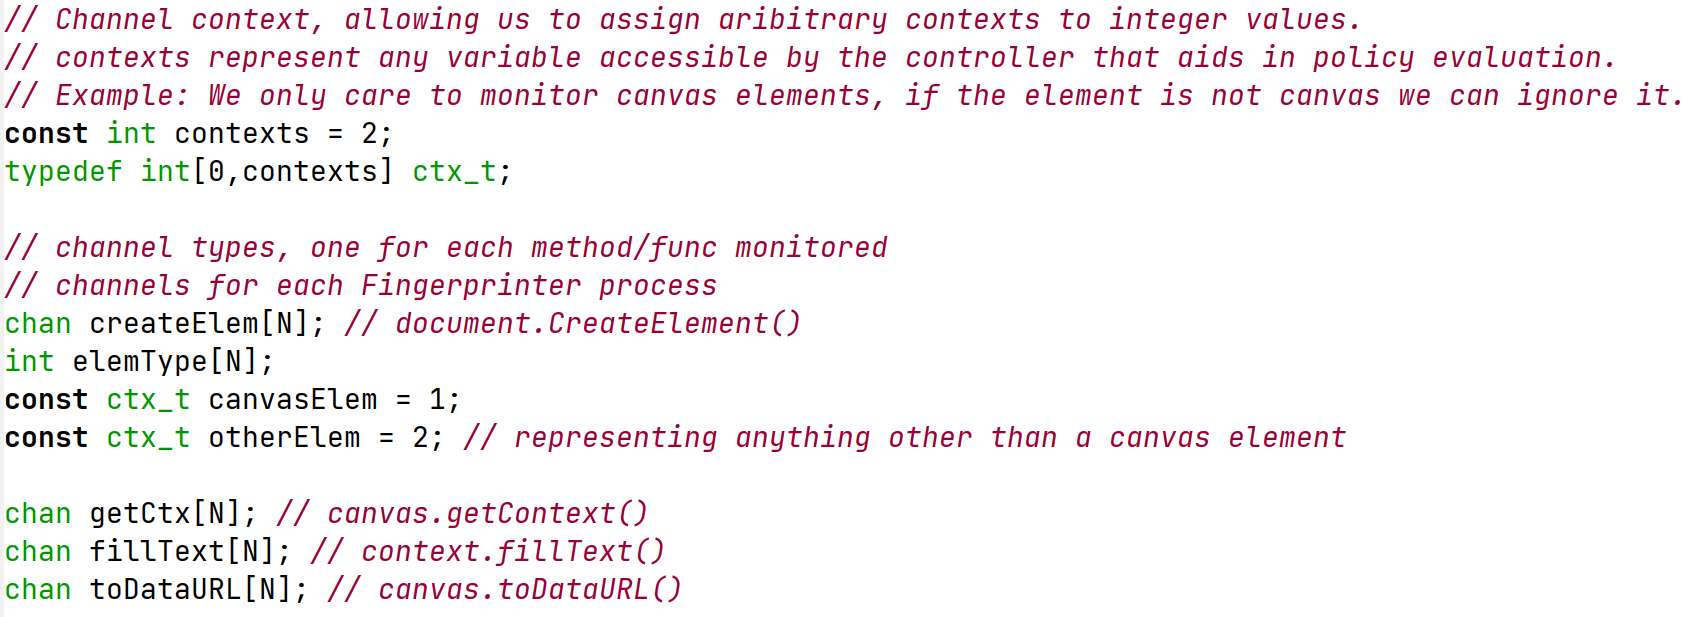 // Channel context, allowing us to assign aribitrary contexts to integer values.
// contexts represent any variable accessible by the controller that aids in policy evaluation.
// Example: We only care to monitor canvas elements, if the element is not canvas we can ignore it.
const int contexts = 2;
typedef int[0,contexts] ctx_t;

// channel types, one for each method/func monitored
// channels for each Fingerprinter process
chan createElem[N]; // document.CreateElement()
int elemType[N];
const ctx_t canvasElem = 1;
const ctx_t otherElem = 2; // representing anything other than a canvas element

chan getCtx[N]; // canvas.getContext()
chan fillText[N]; // context.fillText()
chan toDataURL[N]; // canvas.toDataURL()